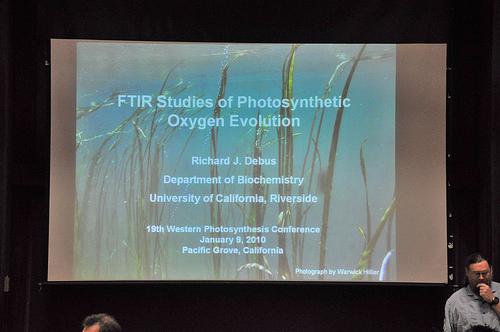 FTIR Studies of Photosynthetic
Oxygen Evolution
Richard J. Debus
Department of Biochemistry
University of California, Riverside
19th Western Photosynthesis Conference
January 9, 2010
Pacific Grove, California
Photograph by Warwick Hillier